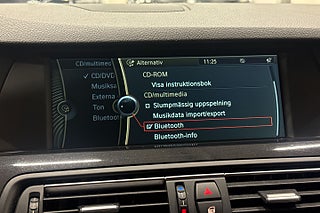 CD/multimed
CD/DVD
Musiksa
Externa
Ton
Bluetoo
Alternativ
11:25
CD-ROM
Visa instruktionsbok
CD/multimedia
Slumpmässig uppspelning
Musikdata import/export
Bluetooth
Bluetooth-info